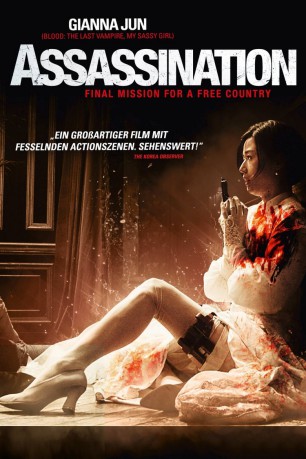 GIANNA JUN
(BLOOD: THE LAST VAMPIRE, MY SASSY GIRL)
ASSASSINATION
FINAL MISSION FOR A FREE COUNTRY
„EIN GROßARTIGER FILM MIT
FESSELNDEN ACTIONSZENEN. SEHENSWERT!"
THE KOREA OBSERVER